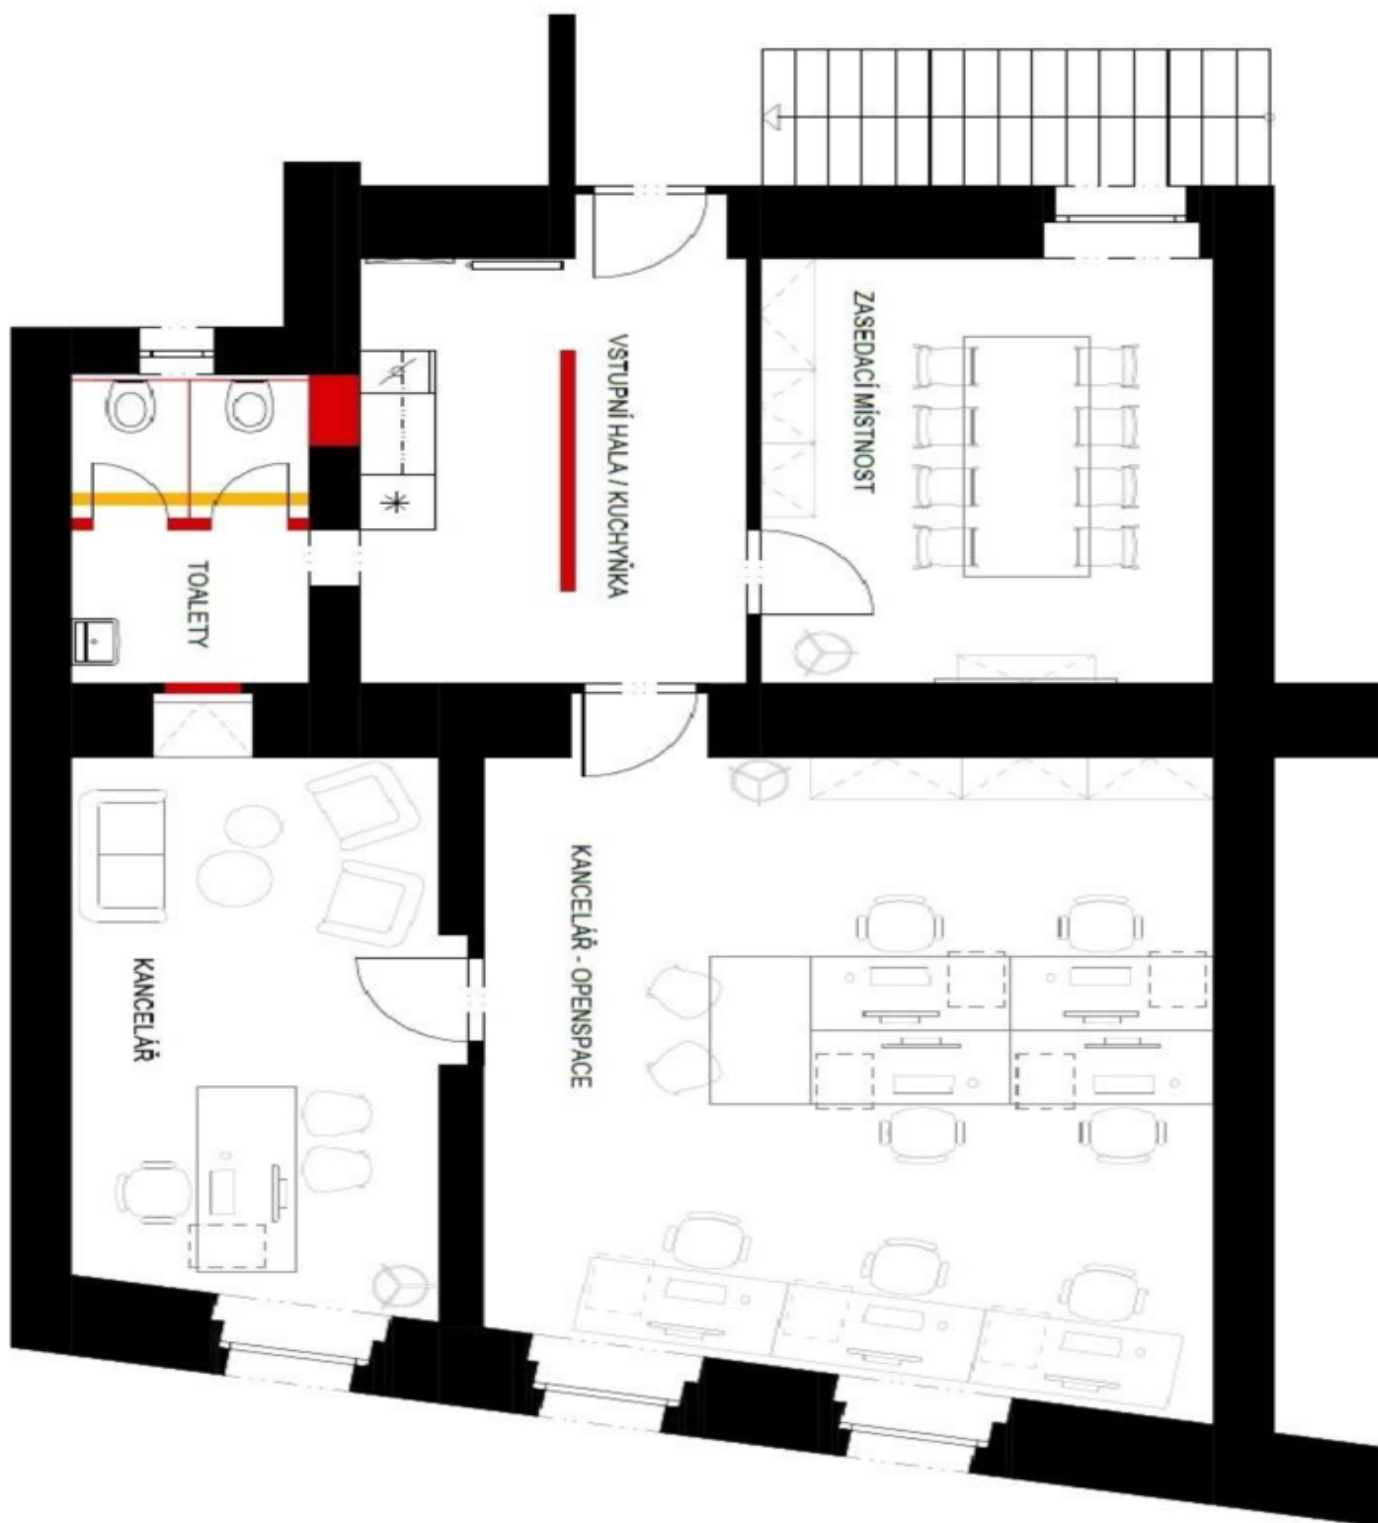 VSTUPNÍ HALA / KUCHYŇKA
ZASEDACÍ MÍSTNOST
TOALETY
KANCELÁŘ
KANCELÁŘ - OPENSPACE